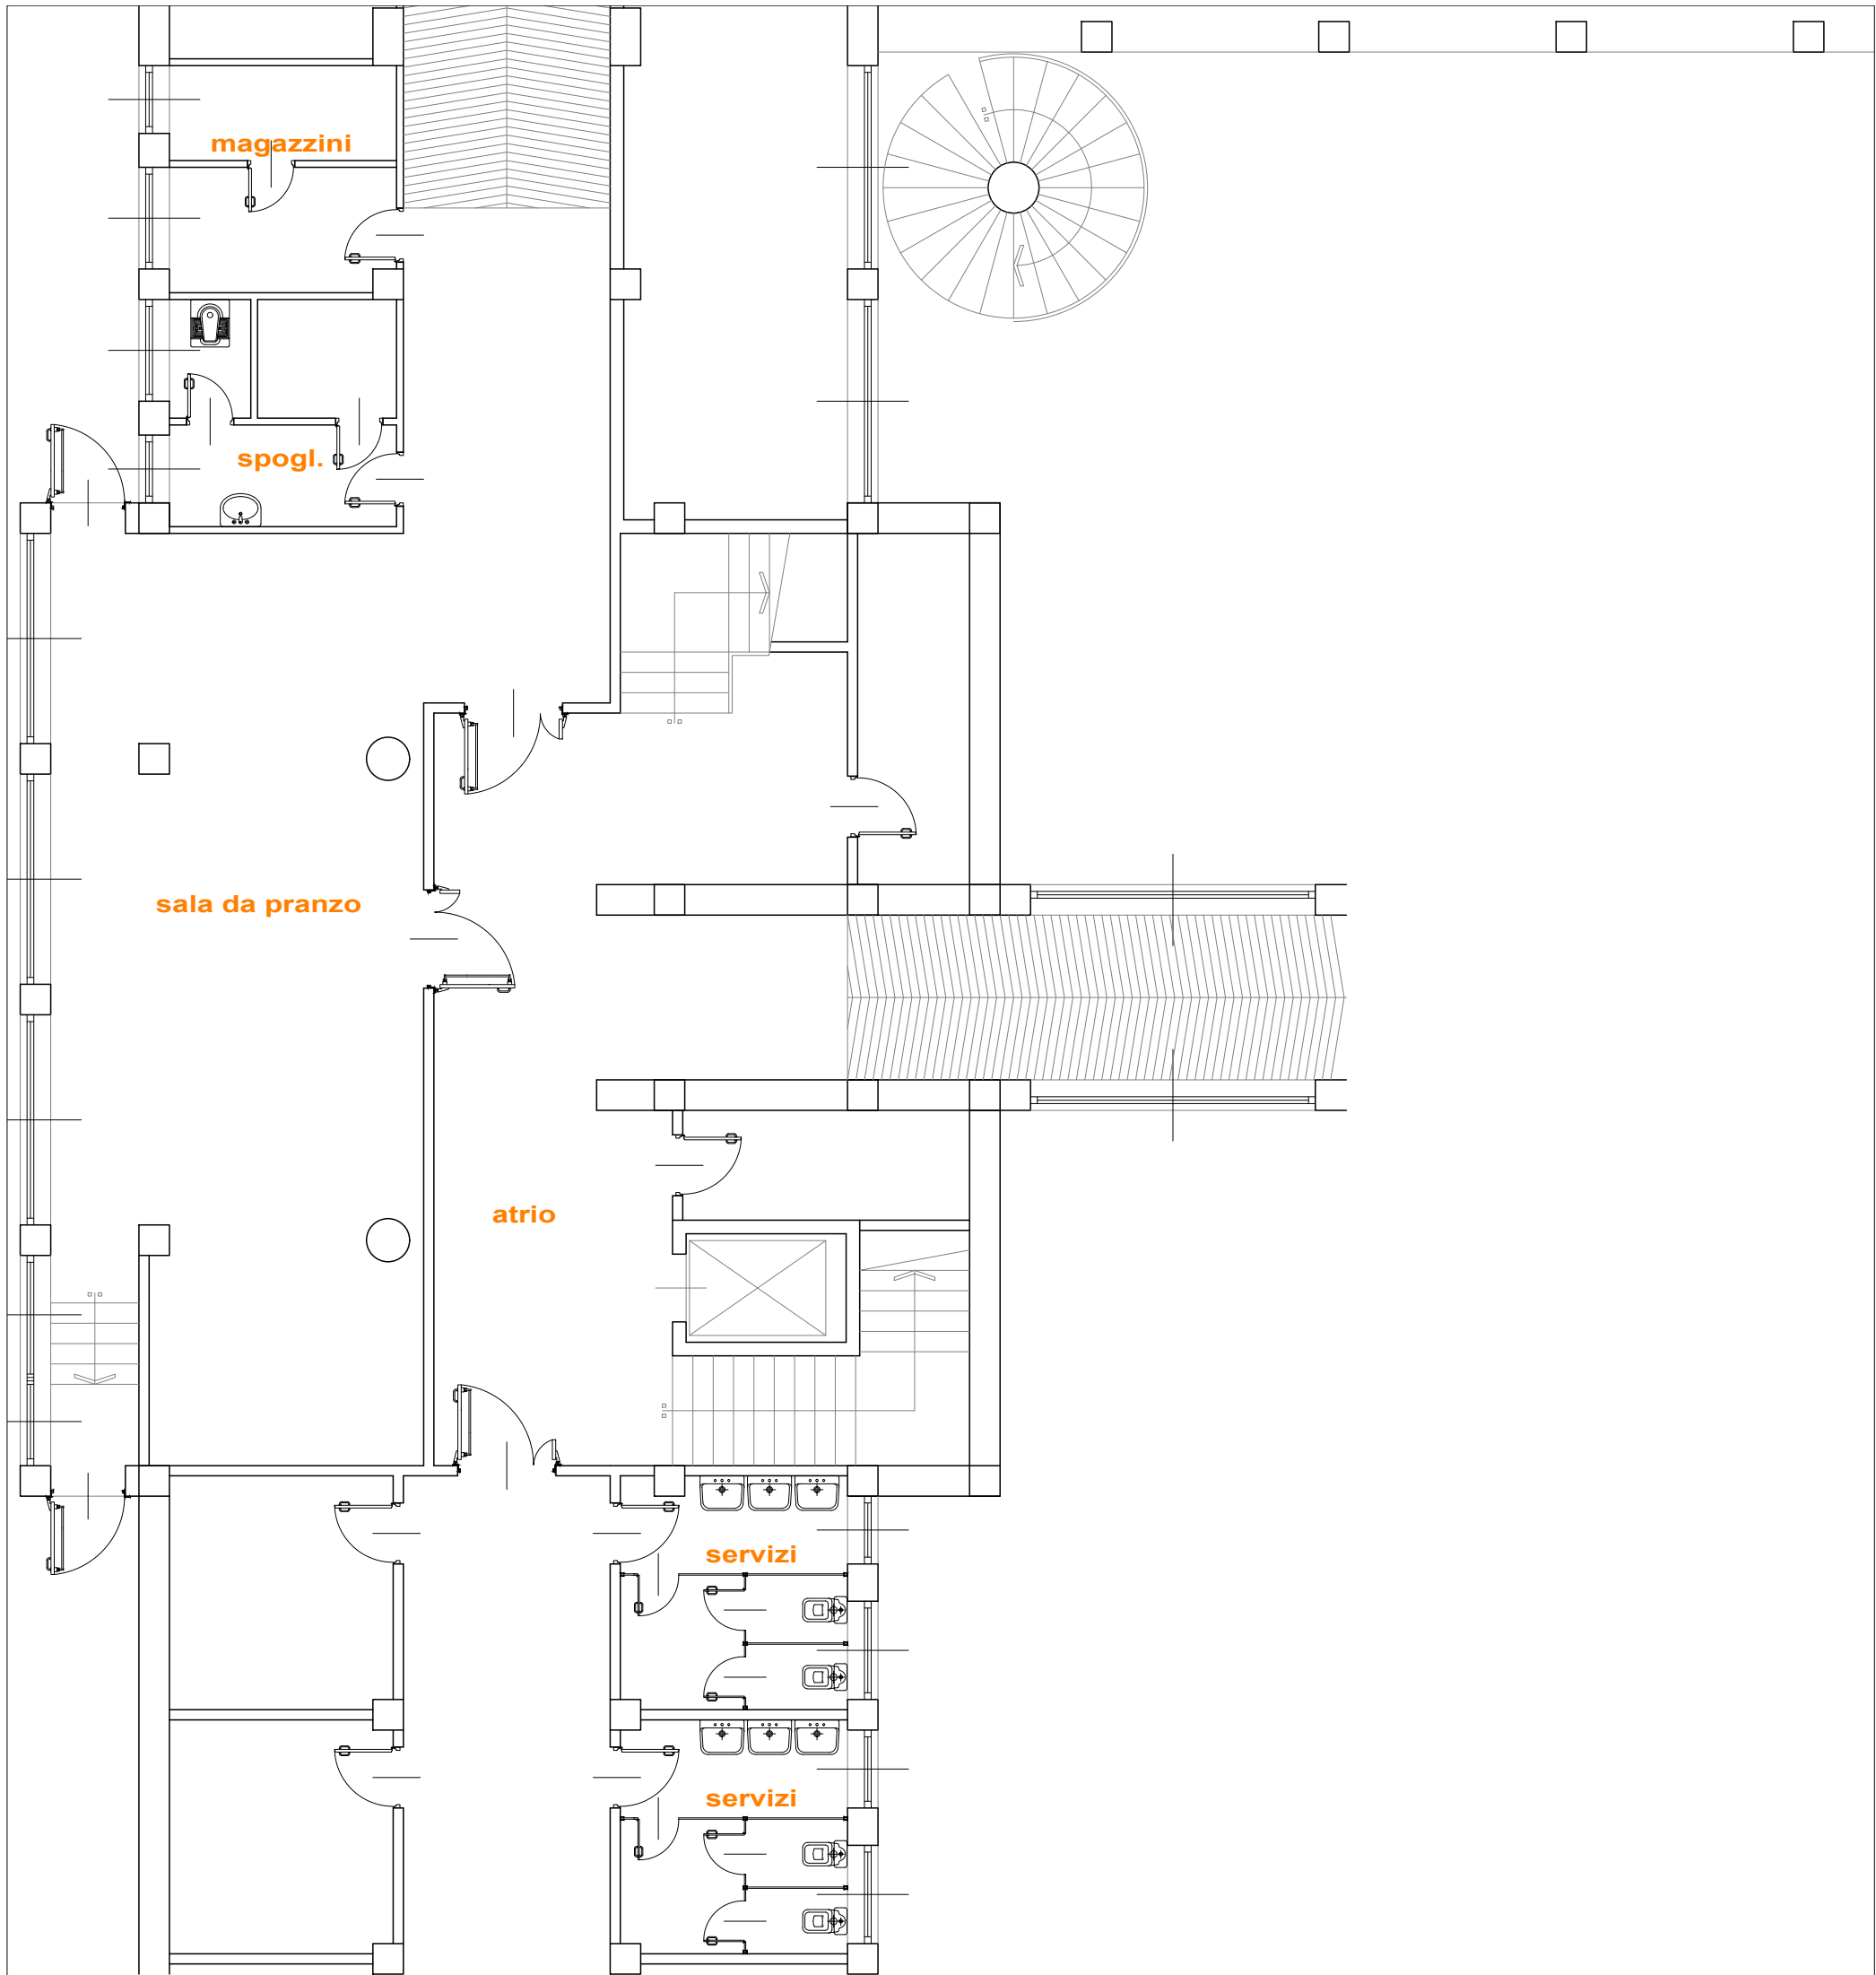 magazzini
spogl.
sala da pranzo
atrio
servizi
servizi